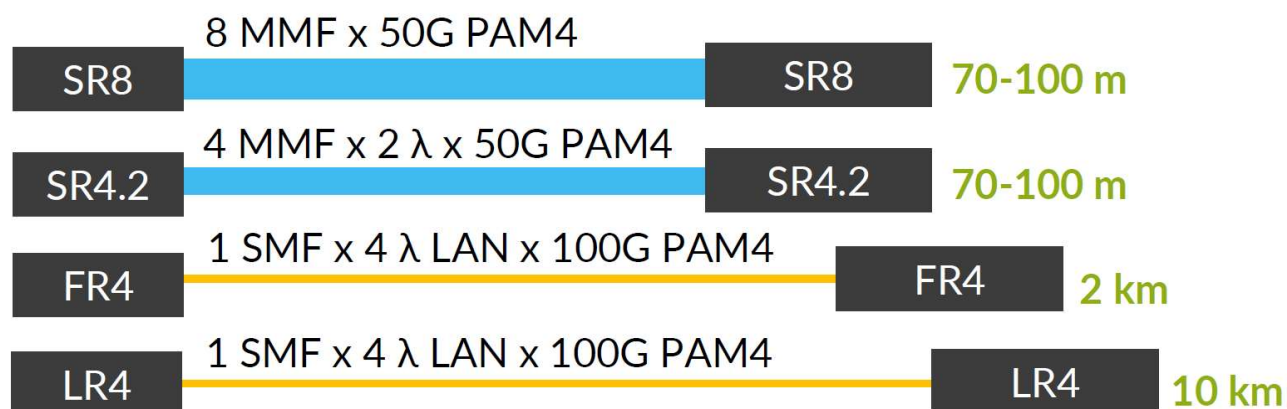 8 MMF x 50G PAM4
SR8 SR8 70-100 m
4 MMF x 2 λ x 50G PAM4
SR4.2 SR4.2 70-100 m
1 SMF x 4 λ LAN x 100G PAM4
FR4 FR4 2 km
1 SMF x 4 λ LAN x 100G PAM4
LR4 LR4 10 km